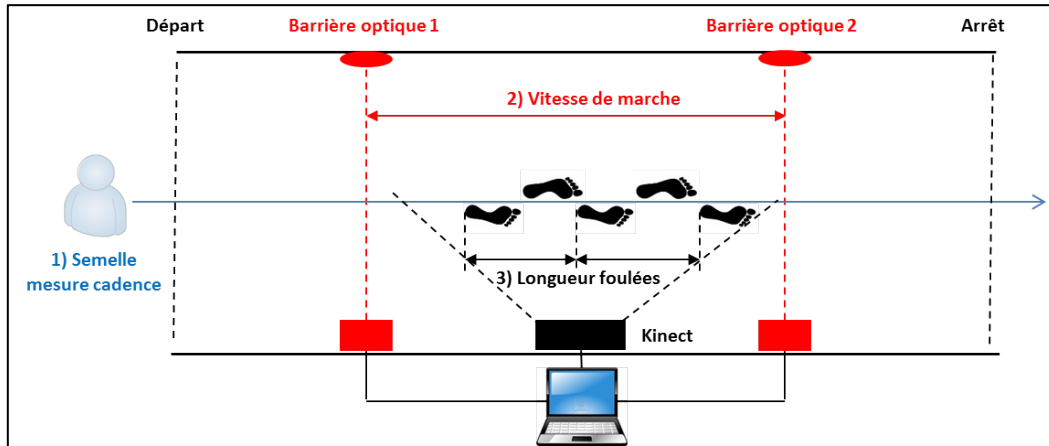 Départ
Barrière optique 1
Barrière optique 2
Arrêt
2) Vitesse de marche
1) Semelle
mesure cadence
3) Longueur foulées
Kinect